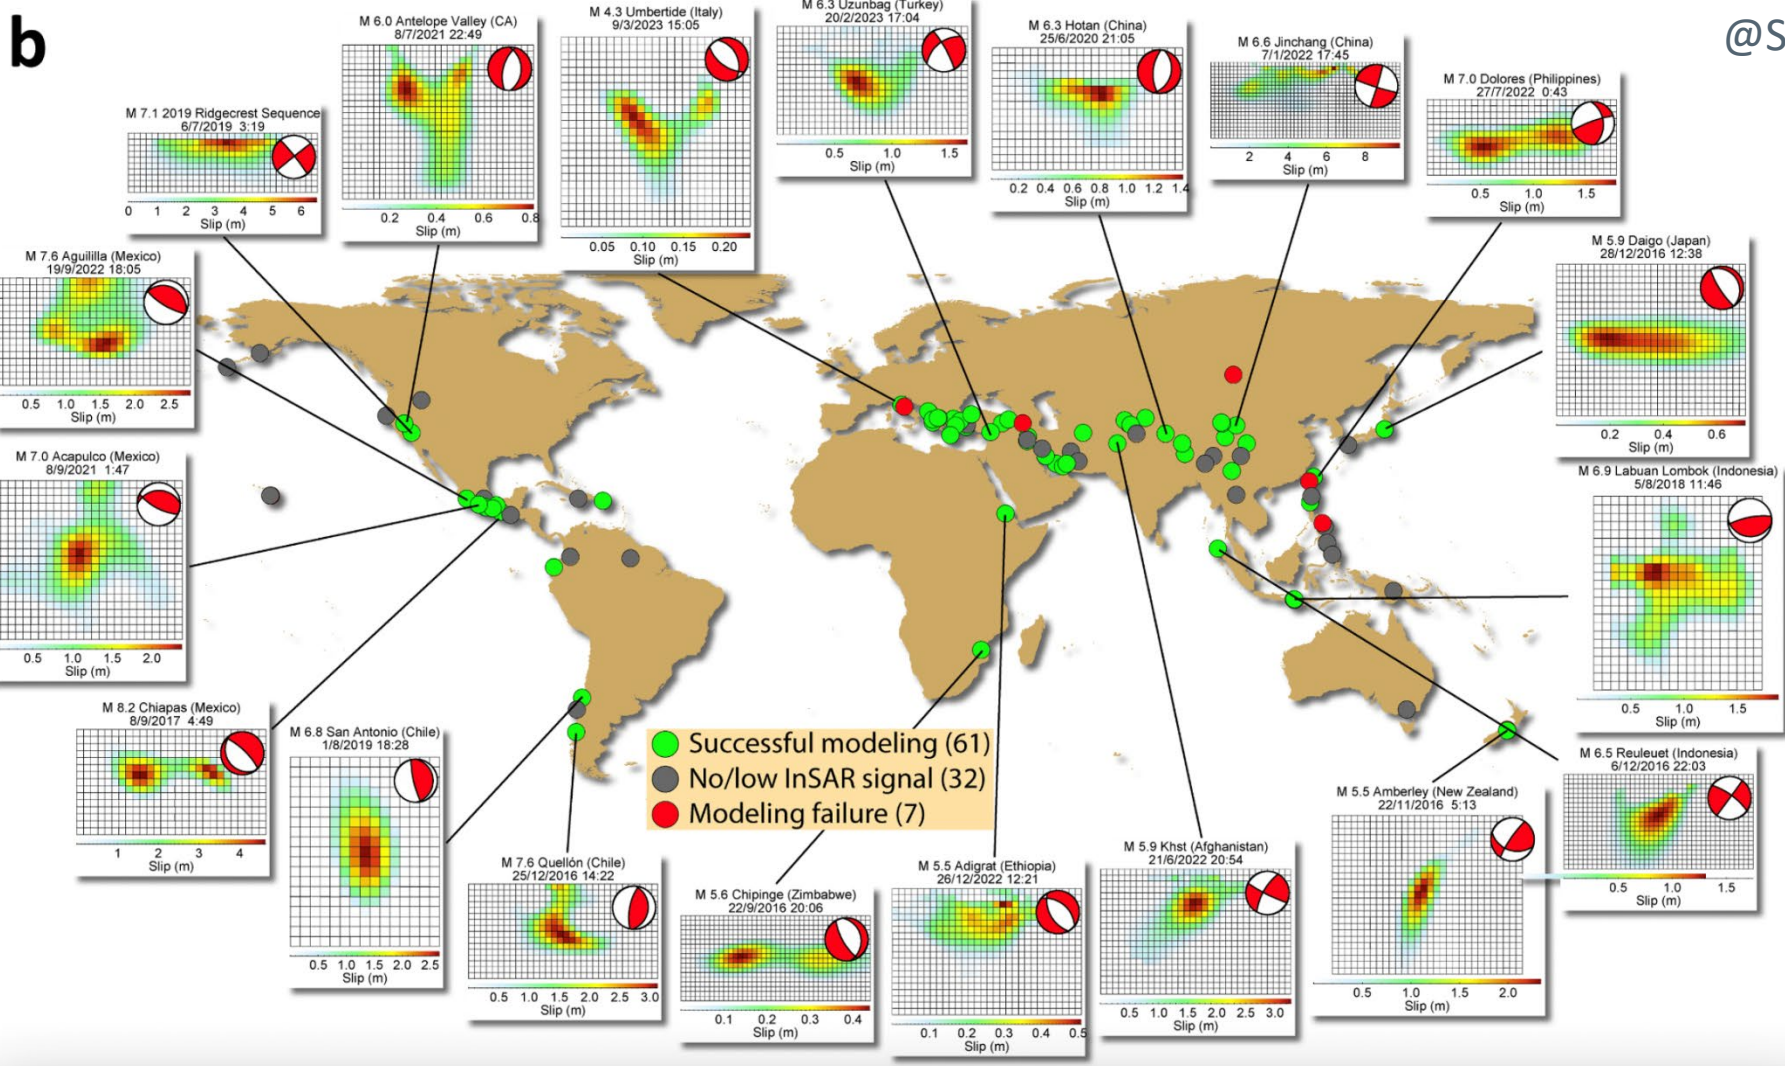 b
@S
M 6.0 Antelope Valley (CA)
8/7/2021 22:49
0.2 0.4 0.6 0.8
Slip (m)
M 4.3 Umbertide (Italy)
9/3/2023 15:05
0.05 0.10 0.15 0.20
Slip (m)
M 6.3 Uzunbag (Turkey)
20/2/2023 17:04
0.5 1.0 1.5
Slip (m)
M 6.3 Hotan (China)
25/6/2020 21:05
0.2 0.4 0.6 0.8 1.0 1.2 1.4
Slip (m)
M 6.6 Jinchang (China)
7/1/2022 17:45
2 4 6 8
Slip (m)
M 7.0 Dolores (Philippines)
27/7/2022 0:43
0.5 1.0 1.5
Slip (m)
M 7.1 2019 Ridgecrest Sequence
6/7/2019 3:19
0 1 2 3 4 5 6
Slip (m)
M 7.6 Aguililla (Mexico)
19/9/2022 18:05
0.5 1.0 1.5 2.0 2.5
Slip (m)
M 5.9 Daigo (Japan)
28/12/2016 12:38
0.2 0.4 0.6
Slip (m)
M 7.0 Acapulco (Mexico)
8/9/2021 1:47
0.5 1.0 1.5 2.0
Slip (m)
M 6.9 Labuan Lombok (Indonesia)
5/8/2018 11:46
0.5 1.0 1.5
Slip (m)
M 8.2 Chiapas (Mexico)
8/9/2017 4:49
1 2 3 4
Slip (m)
M 6.8 San Antonio (Chile)
1/8/2019 18:28
0.5 1.0 1.5 2.0 2.5
Slip (m)
Successful modeling (61)
No/low InSAR signal (32)
Modeling failure (7)
M 6.5 Reuleuet (Indonesia)
6/12/2016 22:03
0.5 1.0 1.5
Slip (m)
M 5.5 Amberley (New Zealand)
22/11/2016 5:13
0.5 1.0 1.5 2.0
Slip (m)
M 7.6 Quellón (Chile)
25/12/2016 14:22
0.5 1.0 1.5 2.0 2.5 3.0
Slip (m)
M 5.6 Chipinge (Zimbabwe)
22/9/2016 20:06
0.1 0.2 0.3 0.4
Slip (m)
M 5.5 Adigrat (Ethiopia)
26/12/2022 12:21
0.1 0.2 0.3 0.4 0.5
Slip (m)
M 5.9 Khst (Afghanistan)
21/6/2022 20:54
0.5 1.0 1.5 2.0 2.5 3.0
Slip (m)